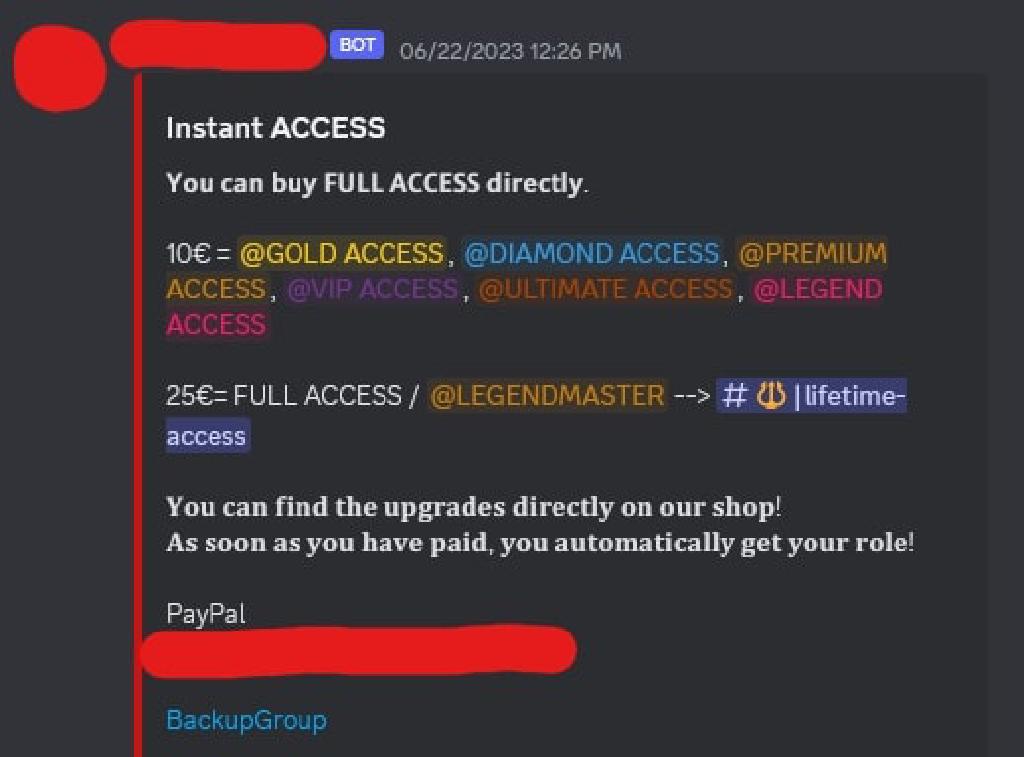 BOT 06/22/2023 12:26 PM
Instant ACCESS
You can buy FULL ACCESS directly.
10€ = @GOLD ACCESS, @DIAMOND ACCESS, @PREMIUM
ACCESS, @VIP ACCESS, @ULTIMATE ACCESS, @LEGEND
ACCESS
25€= FULL ACCESS / @LEGENDMASTER --> # 🔱 | lifetime-
access
You can find the upgrades directly on our shop!
As soon as you have paid, you automatically get your role!
PayPal
BackupGroup